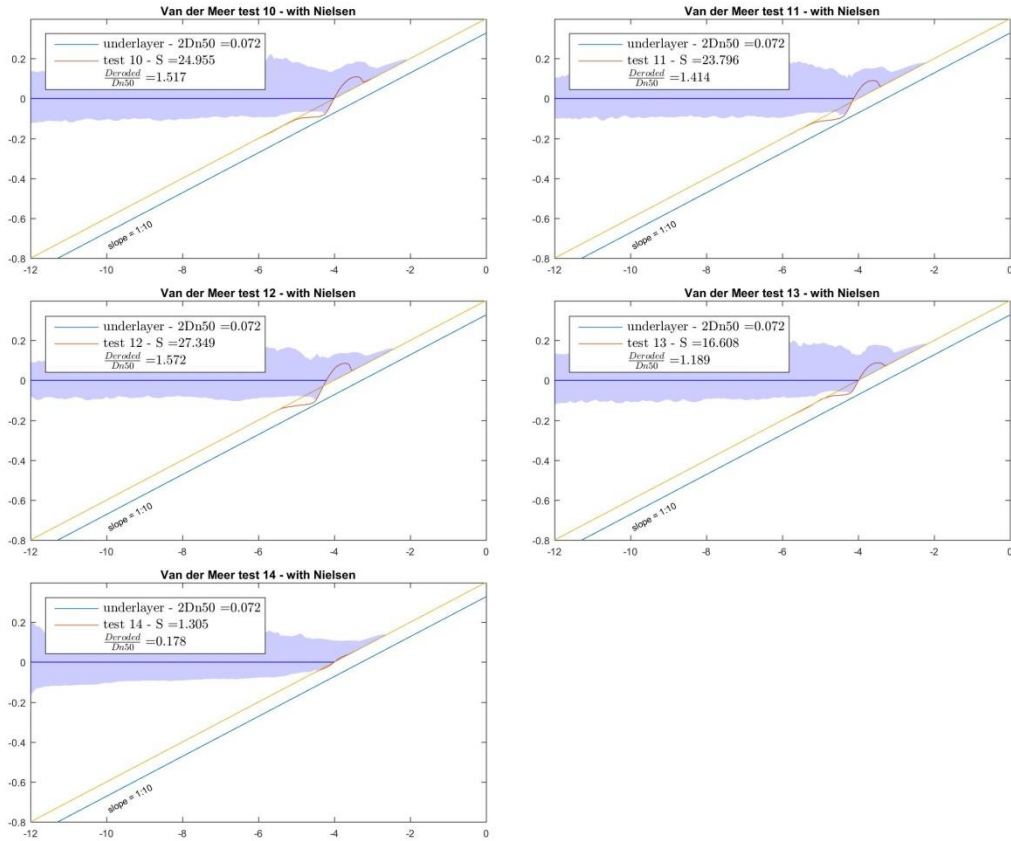 Van der Meer test 10 - with Nielsen
underlayer - 2Dn50 =0.072
test 10 - S =24.955
Deroded/Dn50 =1.517
0.2
0
-0.2
-0.4
-0.6
-0.8
slope = 1:10
-12 -10 -8 -6 -4 -2 0
Van der Meer test 11 - with Nielsen
underlayer - 2Dn50 =0.072
test 11 - S =23.796
Deroded/Dn50 =1.414
0.2
0
-0.2
-0.4
-0.6
-0.8
slope = 1:10
-12 -10 -8 -6 -4 -2 0
Van der Meer test 12 - with Nielsen
underlayer - 2Dn50 =0.072
test 12 - S =27.349
Deroded/Dn50 =1.572
0.2
0
-0.2
-0.4
-0.6
-0.8
slope = 1:10
-12 -10 -8 -6 -4 -2 0
Van der Meer test 13 - with Nielsen
underlayer - 2Dn50 =0.072
test 13 - S =16.608
Deroded/Dn50 =1.189
0.2
0
-0.2
-0.4
-0.6
-0.8
slope = 1:10
-12 -10 -8 -6 -4 -2 0
Van der Meer test 14 - with Nielsen
underlayer - 2Dn50 =0.072
test 14 - S =1.305
Deroded/Dn50 =0.178
0.2
0
-0.2
-0.4
-0.6
-0.8
slope = 1:10
-12 -10 -8 -6 -4 -2 0